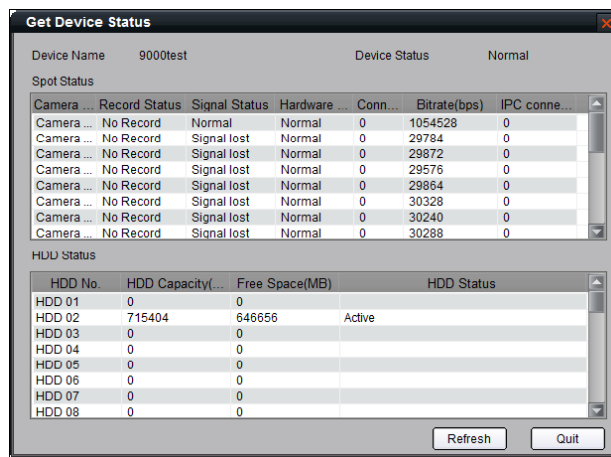 Get Device Status
Device Name 9000test Device Status Normal
Spot Status
Camera ... Record Status Signal Status Hardware ... Conn... Bitrate(bps) IPC conne...
Camera ... No Record Normal Normal 0 1054528 0
Camera ... No Record Signal lost Normal 0 29784 0
Camera ... No Record Signal lost Normal 0 29872 0
Camera ... No Record Signal lost Normal 0 29576 0
Camera ... No Record Signal lost Normal 0 29864 0
Camera ... No Record Signal lost Normal 0 30328 0
Camera ... No Record Signal lost Normal 0 30240 0
Camera ... No Record Signal lost Normal 0 30288 0
HDD Status
HDD No. HDD Capacity(... Free Space(MB) HDD Status
HDD 01 0 0
HDD 02 715404 646656 Active
HDD 03 0 0
HDD 04 0 0
HDD 05 0 0
HDD 06 0 0
HDD 07 0 0
HDD 08 0 0
Refresh Quit